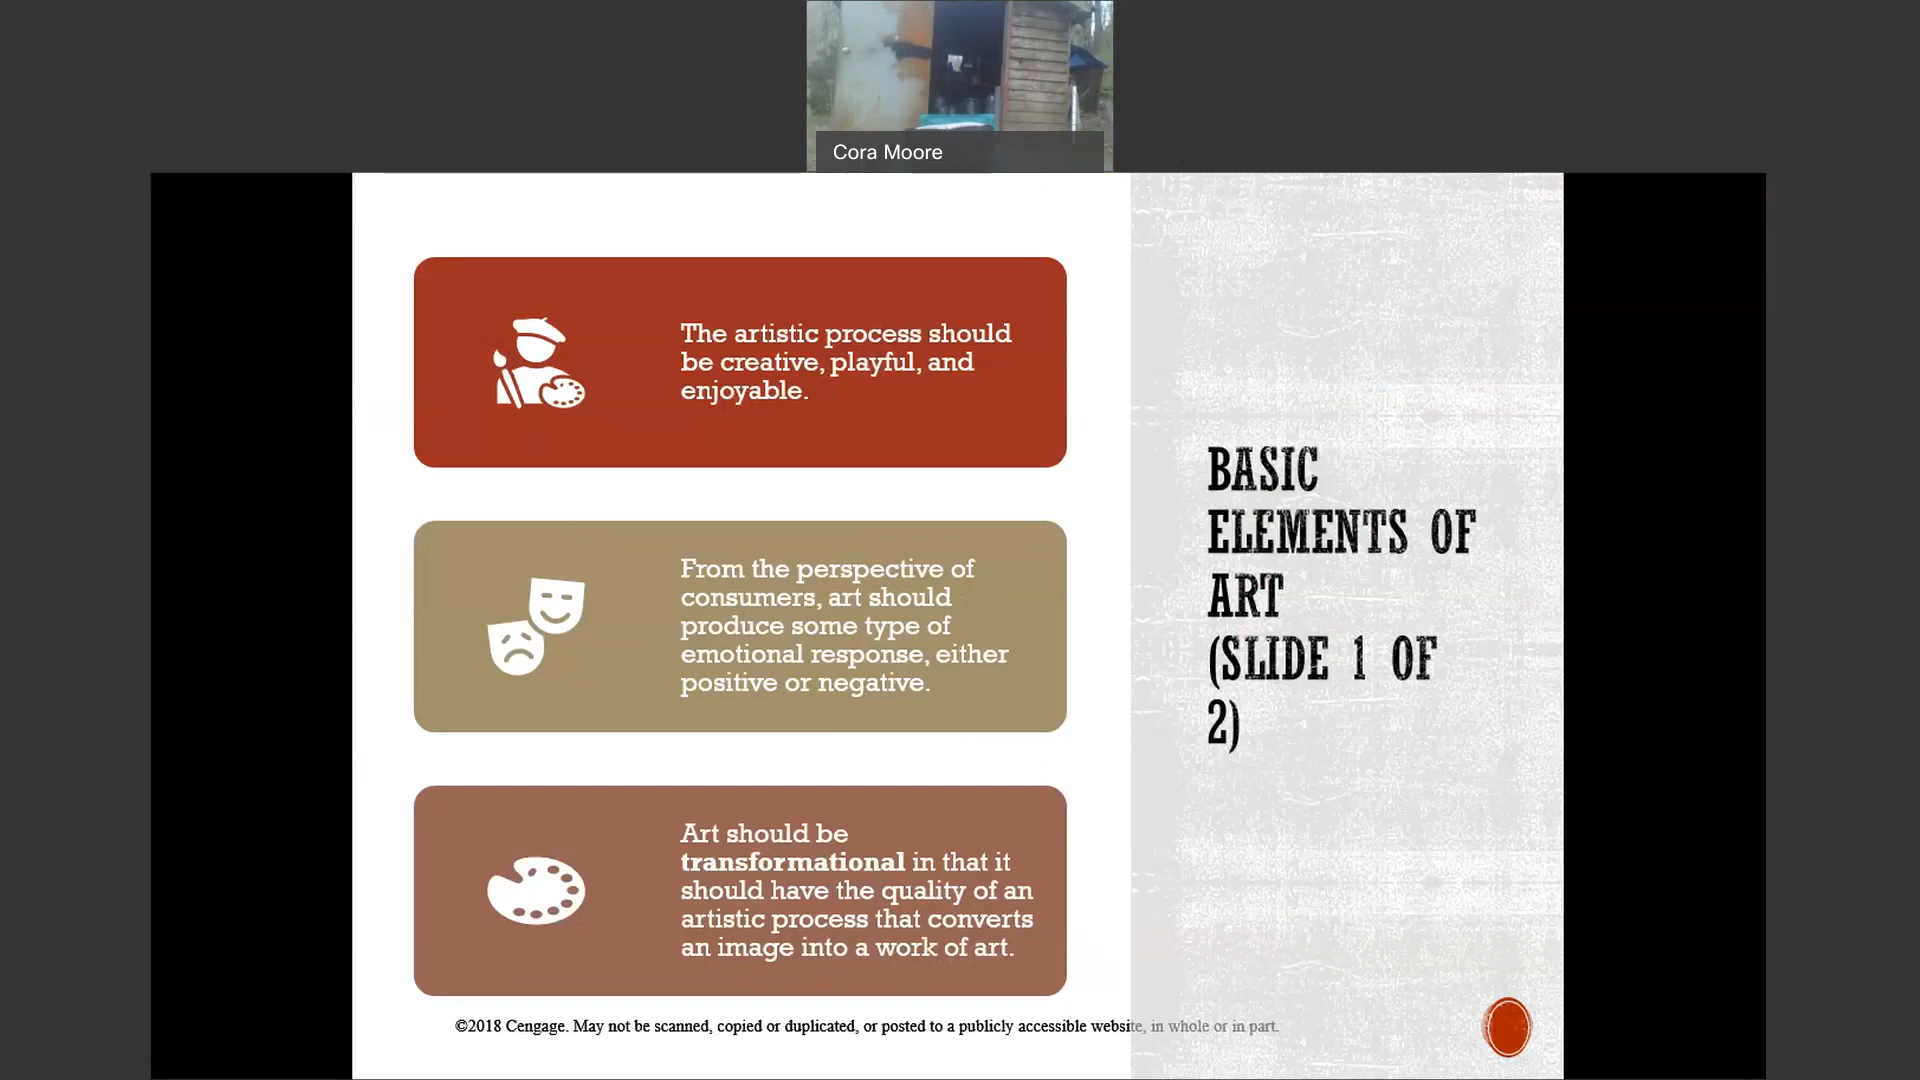 Cora Moore
The artistic process should
be creative, playful, and
enjoyable.
From the perspective of
consumers, art should
produce some type of
emotional response, either
positive or negative.
Art should be
transformational in that it
should have the quality of an
artistic process that converts
an image into a work of art.
BASIC
ELEMENTS OF
ART
(SLIDE 1 OF
2)
©2018 Cengage. May not be scanned, copied or duplicated, or posted to a publicly accessible website, in whole or in part.